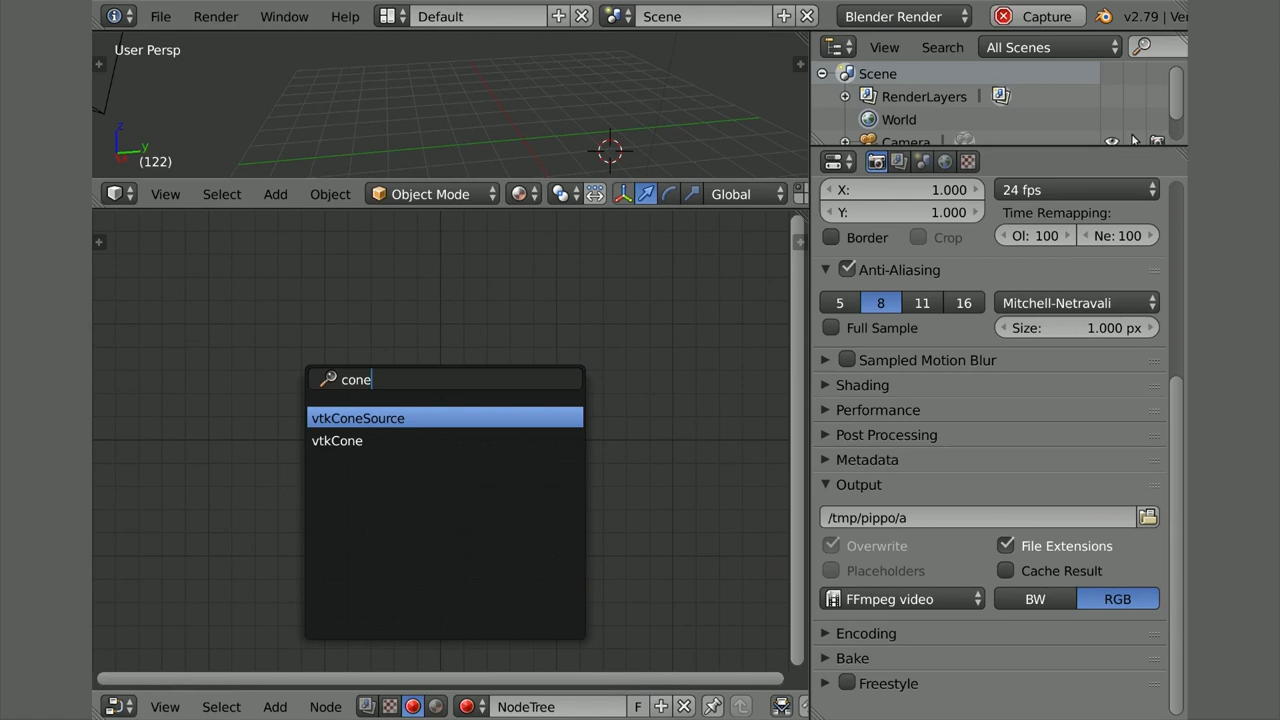 File Render Window Help Default Scene Blender Render Capture v2.79
User Persp
z
y
(122)
View Select Add Object Object Mode Global
cone
vtkConeSource
vtkCone
View Select Add Node NodeTree F
View Search All Scenes
Scene
RenderLayers
World
Camera
X: 1.000 24 fps
Y: 1.000 Time Remapping:
Border Crop Ol: 100 Ne: 100
Anti-Aliasing
5 8 11 16 Mitchell-Netravali
Full Sample Size: 1.000 px
Sampled Motion Blur
Shading
Performance
Post Processing
Metadata
Output
/tmp/pippo/a
Overwrite File Extensions
Placeholders Cache Result
FFmpeg video BW RGB
Encoding
Bake
Freestyle